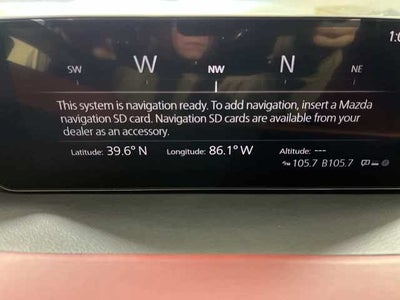 1:0
W N
SW NW NE
This system is navigation ready. To add navigation, insert a Mazda
navigation SD card. Navigation SD cards are available from your
dealer as an accessory.
Latitude: 39.6° N Longitude: 86.1° W Altitude: ---
105.7 B105.7